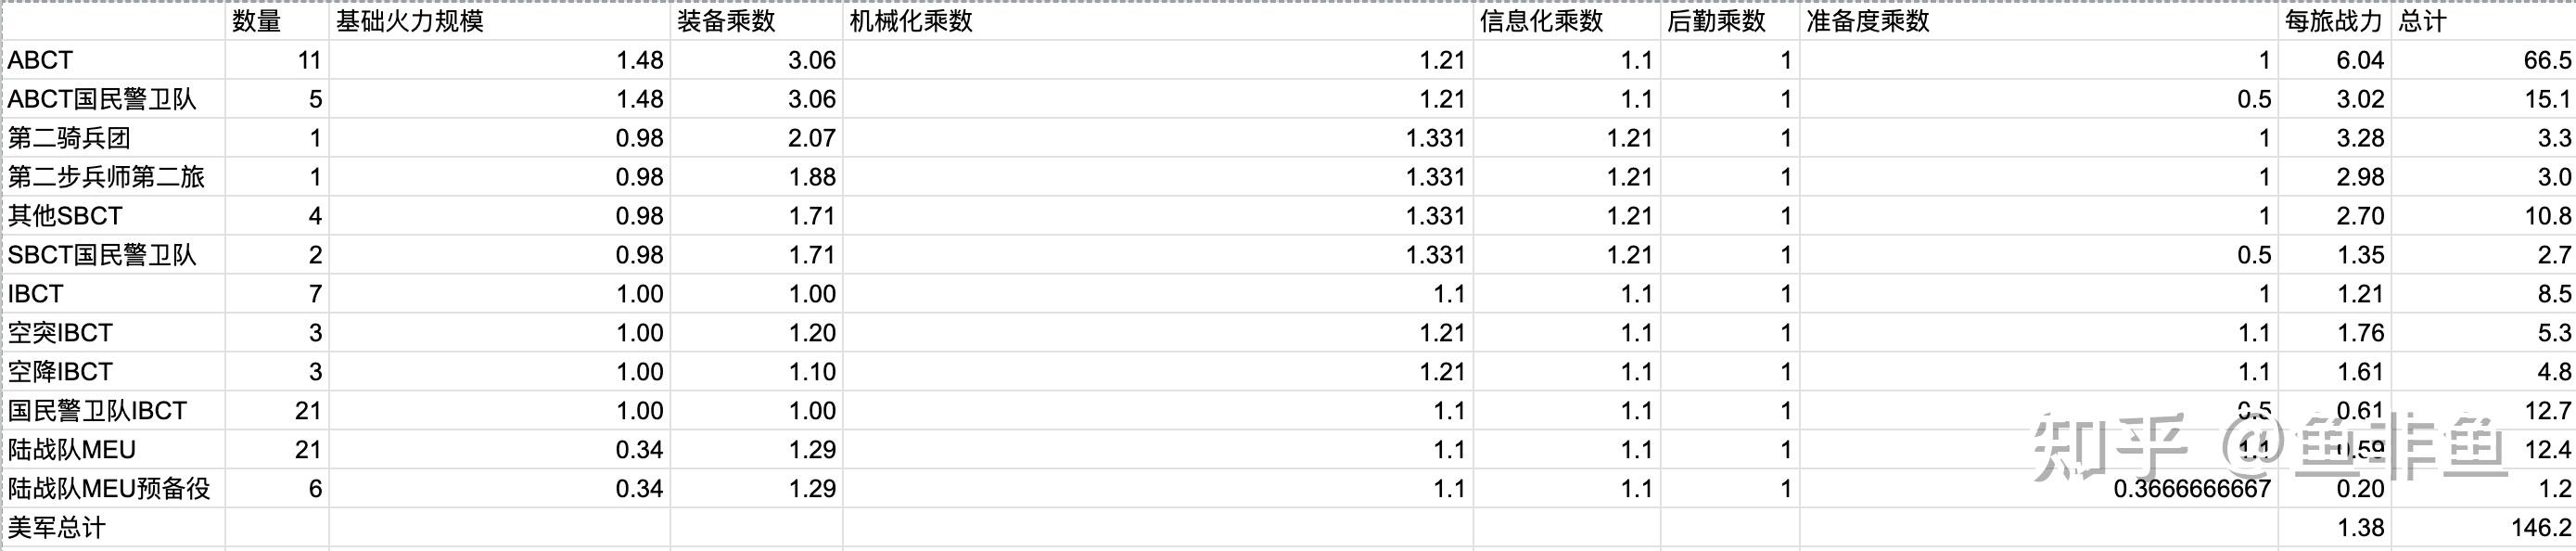 数量 基础火力规模 装备乘数 机械化乘数 信息化乘数 后勤乘数 准备度乘数 每旅战力 总计
ABCT 11 1.48 3.06 1.21 1.1 1 1 6.04 66.5
ABCT国民警卫队 5 1.48 3.06 1.21 1.1 1 0.5 3.02 15.1
第二骑兵团 1 0.98 2.07 1.331 1.21 1 1 3.28 3.3
第二步兵师第二旅 1 0.98 1.88 1.331 1.21 1 1 2.98 3.0
其他SBCT 4 0.98 1.71 1.331 1.21 1 1 2.70 10.8
SBCT国民警卫队 2 0.98 1.71 1.331 1.21 1 0.5 1.35 2.7
IBCT 7 1.00 1.00 1.1 1.1 1 1 1.21 8.5
空突IBCT 3 1.00 1.20 1.21 1.1 1 1.1 1.76 5.3
空降IBCT 3 1.00 1.10 1.21 1.1 1 1.1 1.61 4.8
国民警卫队IBCT 21 1.00 1.00 1.1 1.1 1 0.5 0.61 12.7
陆战队MEU 21 0.34 1.29 1.1 1.1 1 1.1 0.59 12.4
陆战队MEU预备役 6 0.34 1.29 1.1 1.1 1 0.3666666667 0.20 1.2
美军总计 1.38 146.2
知乎 @鱼非鱼